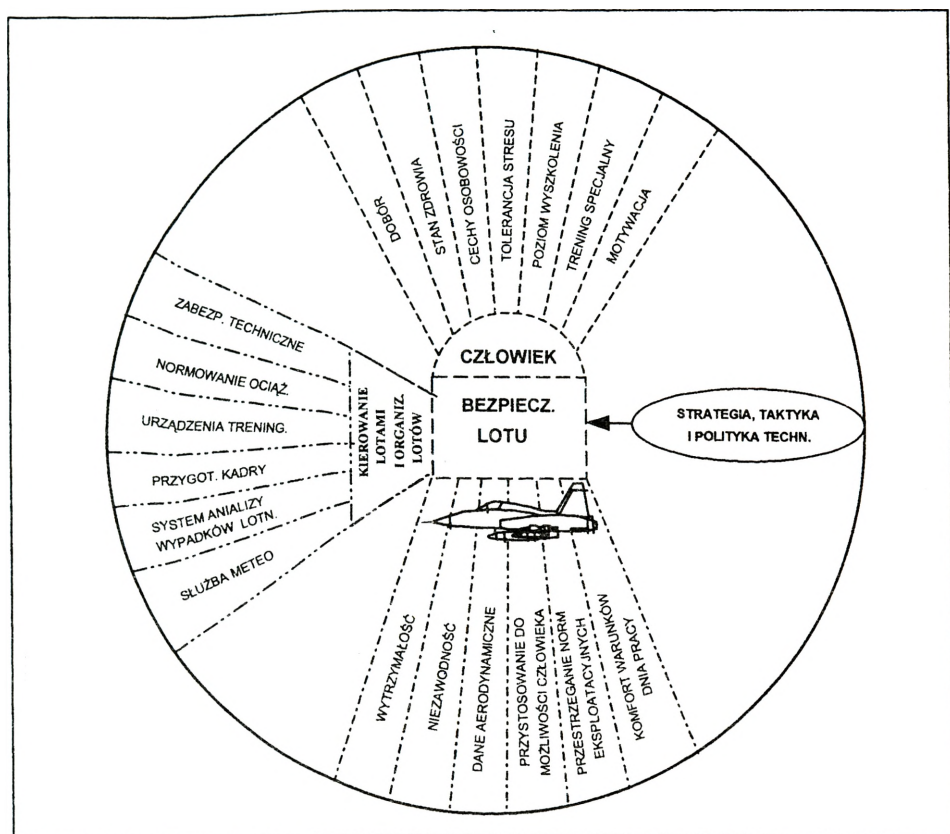 DOBÓR
STAN ZDROWIA
CECHY OSOBOWOŚCI
TOLERANCJA STRESU
POZIOM WYSZKOLENIA
TRENING SPECJALNY
MOTYWACJA
CZŁOWIEK
BEZPIECZ.
LOTU
STRATEGIA, TAKTYKA
I POLITYKA TECHN.
KIEROWANIE
LOTAMI
I ORGANIZ.
LOTÓW
ZABEZP. TECHNICZNE
NORMOWANIE OCIĄŻ.
URZĄDZENIA TRENING.
PRZYGOT. KADRY
SYSTEM ANIALIZY
WYPADKÓW LOTN.
SŁUŻBA METEO
WYTRZYMAŁOŚĆ
NIEZAWODNOŚĆ
DANE AERODYNAMICZNE
PRZYSTOSOWANIE DO
MOŻLIWOŚCI CZŁOWIEKA
PRZESTRZEGANIE NORM
EKSPLOATACYJNYCH
KOMFORT WARUNKÓW
DNIA PRACY